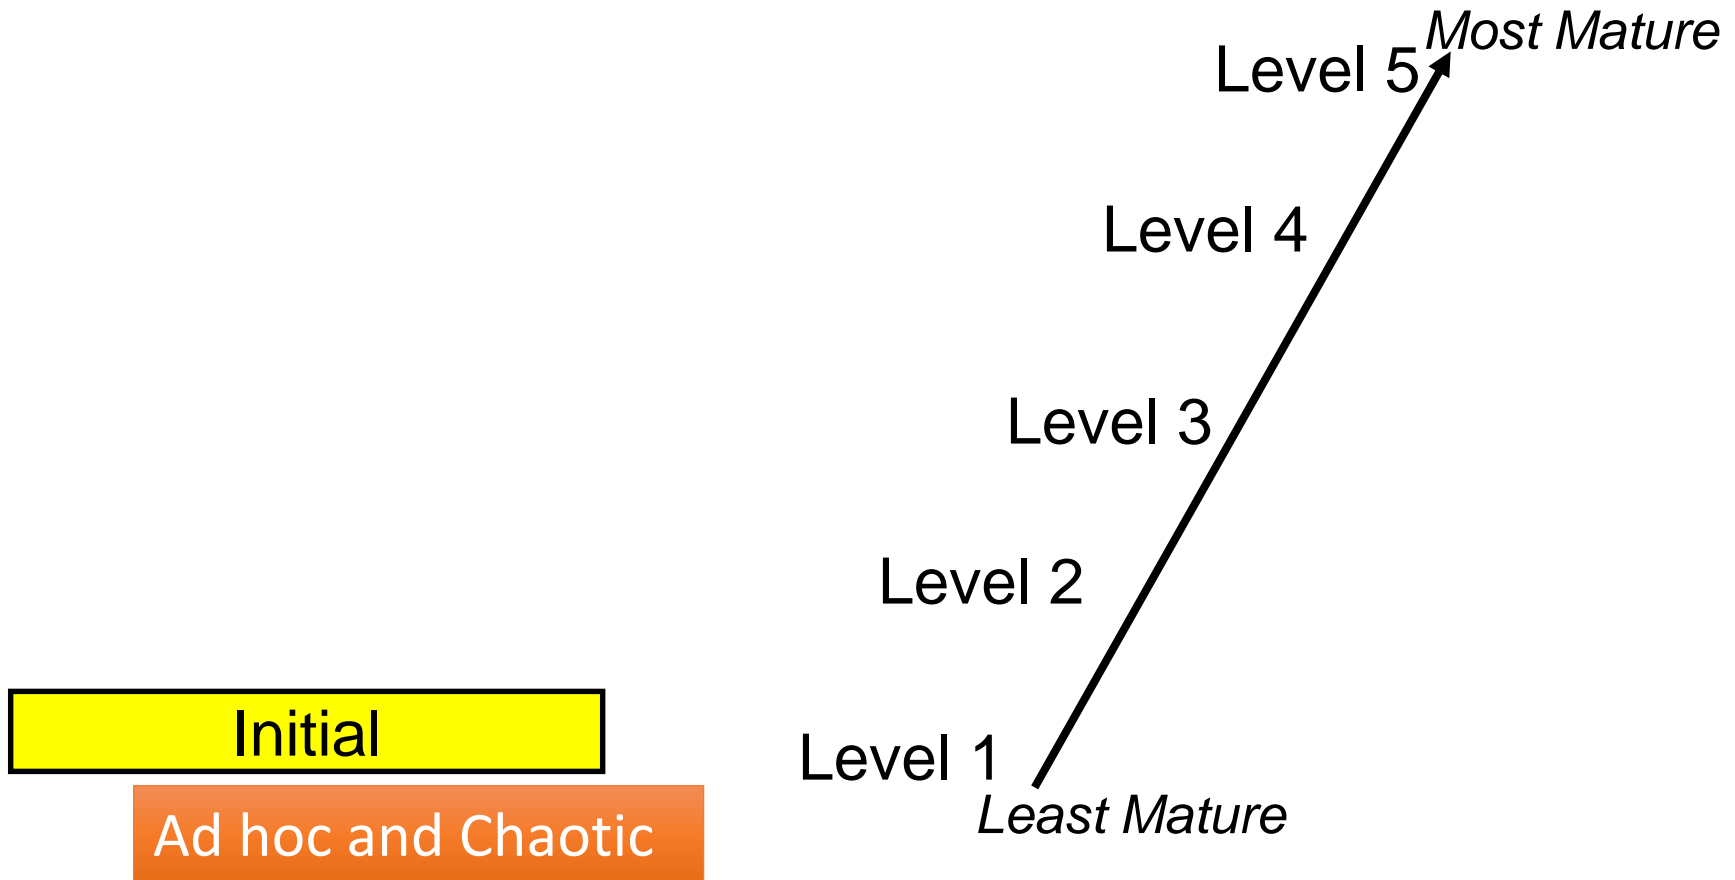 Most Mature
Level 5
Level 4
Level 3
Level 2
Initial
Level 1
Least Mature
Ad hoc and Chaotic